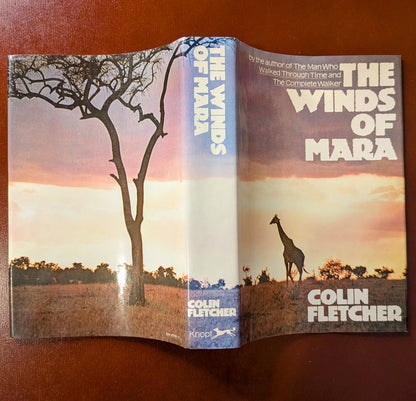 by the author of The Man Who
Walked Through Time and
The Complete Walker
THE
WINDS
OF
MARA
COLIN
FLETCHER
THE WINDS
OF MARA
COLIN
FLETCHER
Knopf